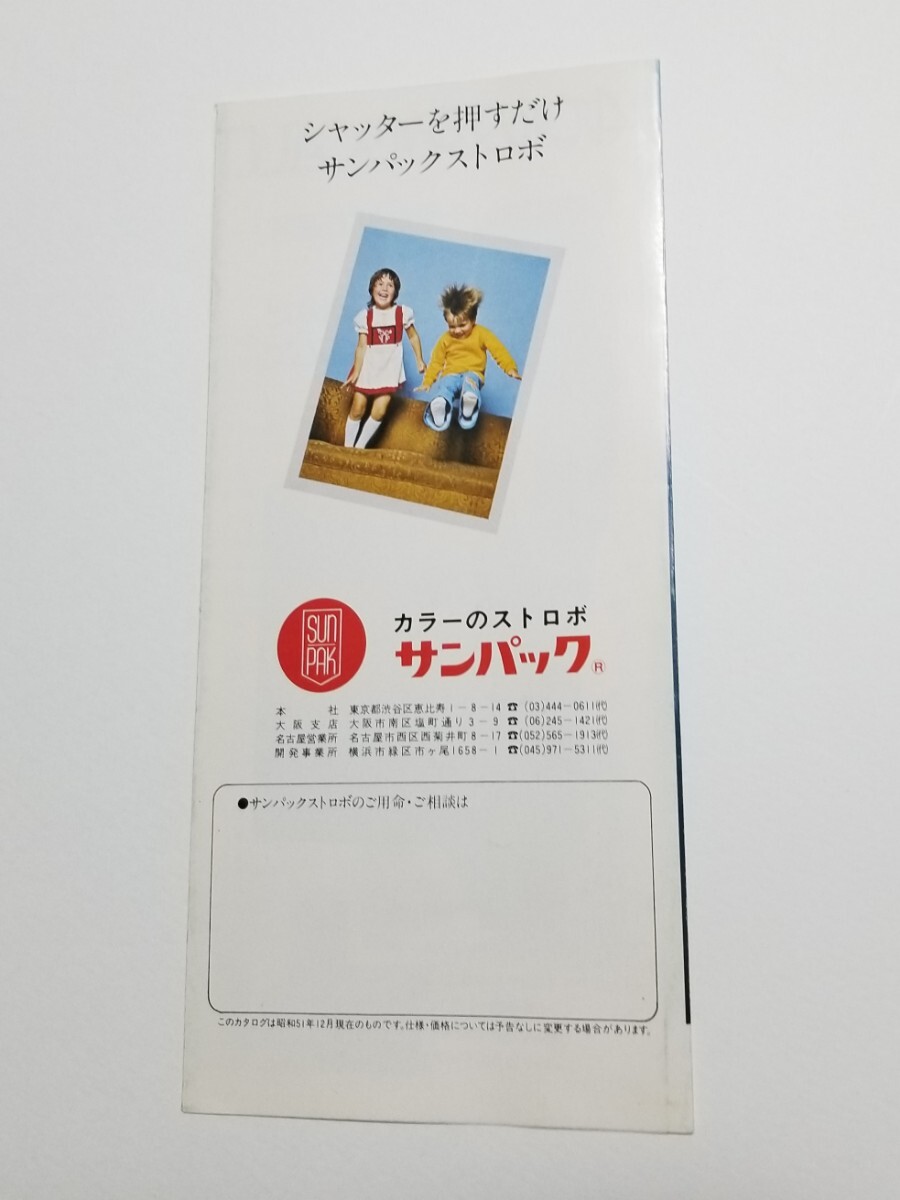 シャッターを押すだけ
サンパックストロボ
SUN
PAK
カラーのストロボ
サンパック®
本社 東京都渋谷区恵比寿1-8-14 ☎(03)444-0611(代)
大阪支店 大阪市南区塩町通り3-9 ☎(06)245-1421(代)
名古屋営業所 名古屋市西区西菊井町8-17 ☎(052)565-1913(代)
開発事業所 横浜市緑区市ヶ尾1658-1 ☎(045)971-5311(代)
●サンパックストロボのご用命・ご相談は
このカタログは昭和51年12月現在のものです。仕様・価格については予告なしに変更する場合があります。